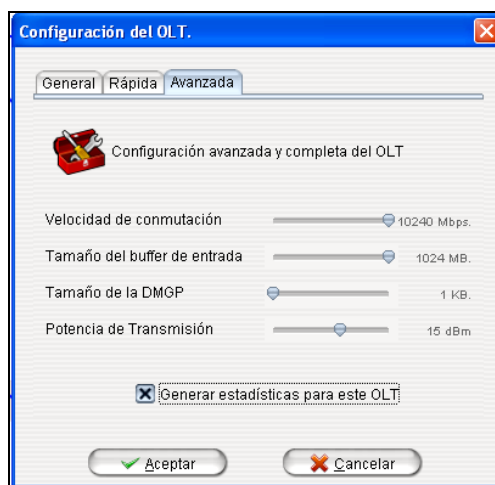 Configuración del OLT.
General Rápida Avanzada
Configuración avanzada y completa del OLT
Velocidad de conmutación 10240 Mbps.
Tamaño del buffer de entrada 1024 MB.
Tamaño de la DMGP 1 KB.
Potencia de Transmisión 15 dBm
Generar estadísticas para este OLT
Aceptar Cancelar